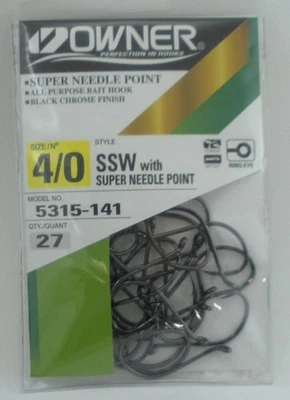 OWNER
PERFECTION IN HOOKS
SUPER NEEDLE POINT
ALL PURPOSE BAIT HOOK
BLACK CHROME FINISH
SIZE/Nº
STYLE
4/0
SSW with
SUPER NEEDLE POINT
RING EYE
MODEL NO.
5315-141
QTY./QUANT
27